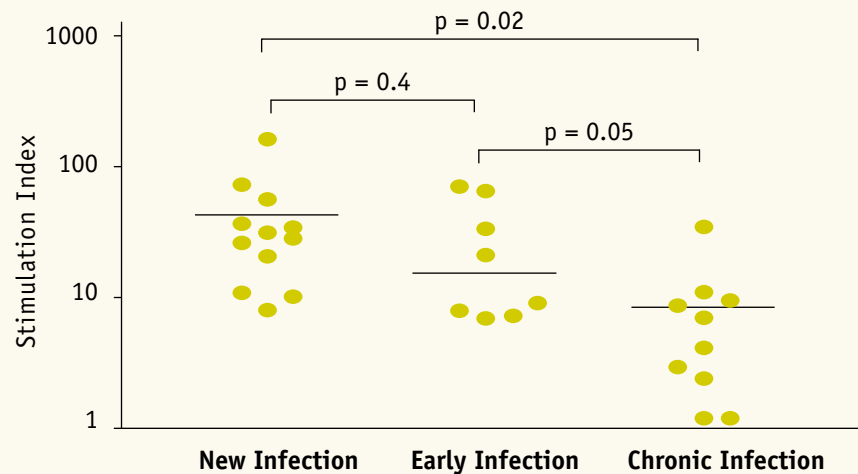 p = 0.02
1000
p = 0.4
p = 0.05
100
10
1
Stimulation Index
New Infection
Early Infection
Chronic Infection